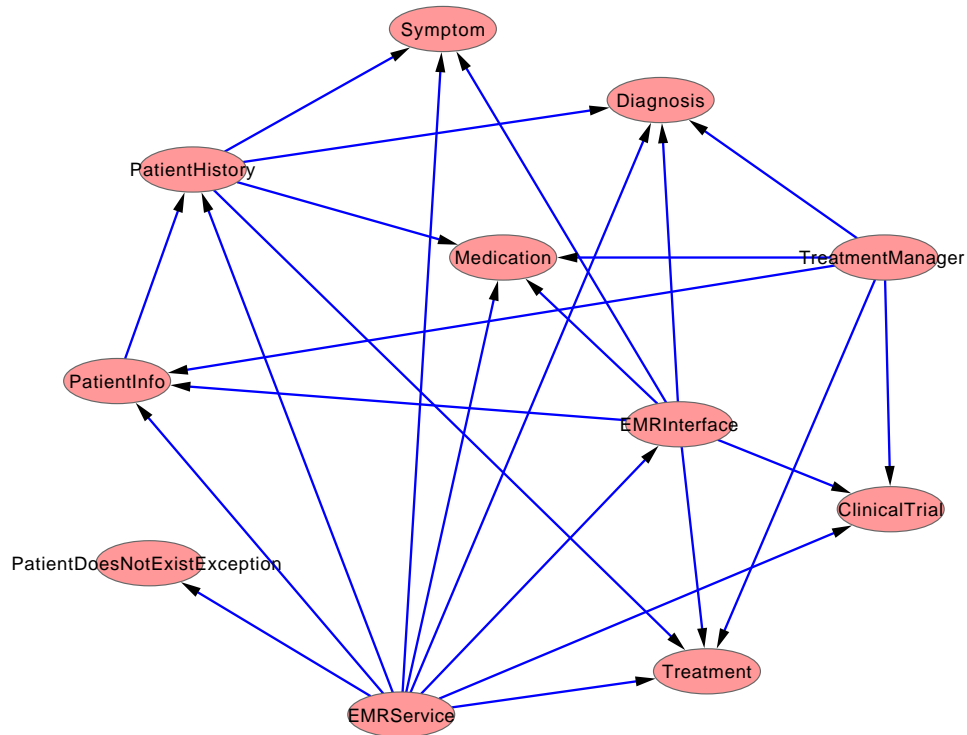 Symptom
Diagnosis
PatientHistory
Medication
TreatmentManager
PatientInfo
EMRInterface
ClinicalTrial
PatientDoesNotExistException
Treatment
EMRService